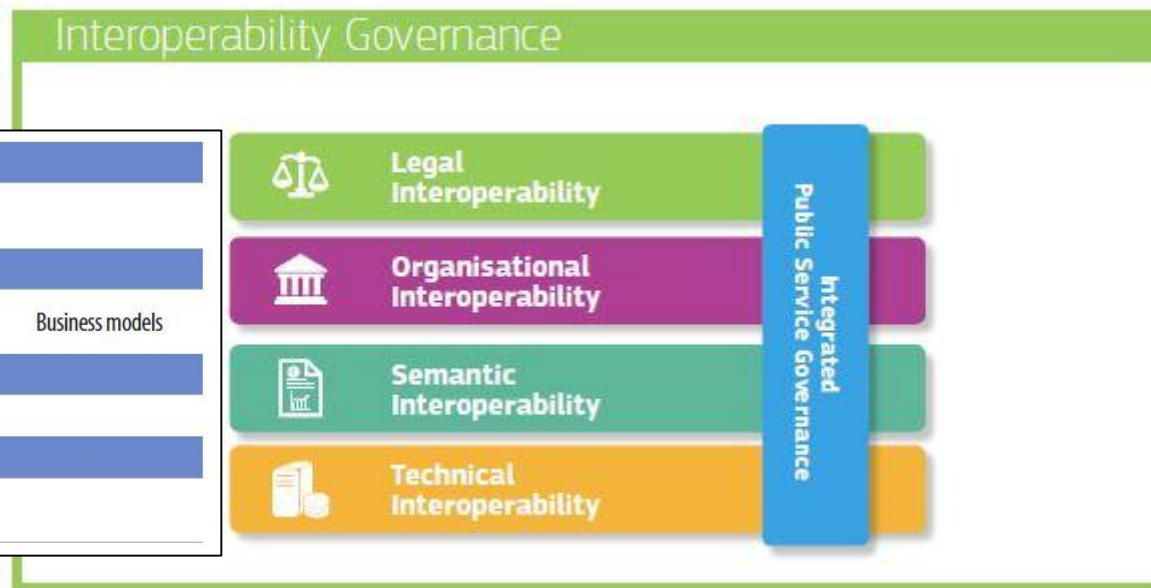 Interoperability Governance
Business models
Legal
Interoperability
Organisational
Interoperability
Semantic
Interoperability
Technical
Interoperability
Integrated
Public Service Governance